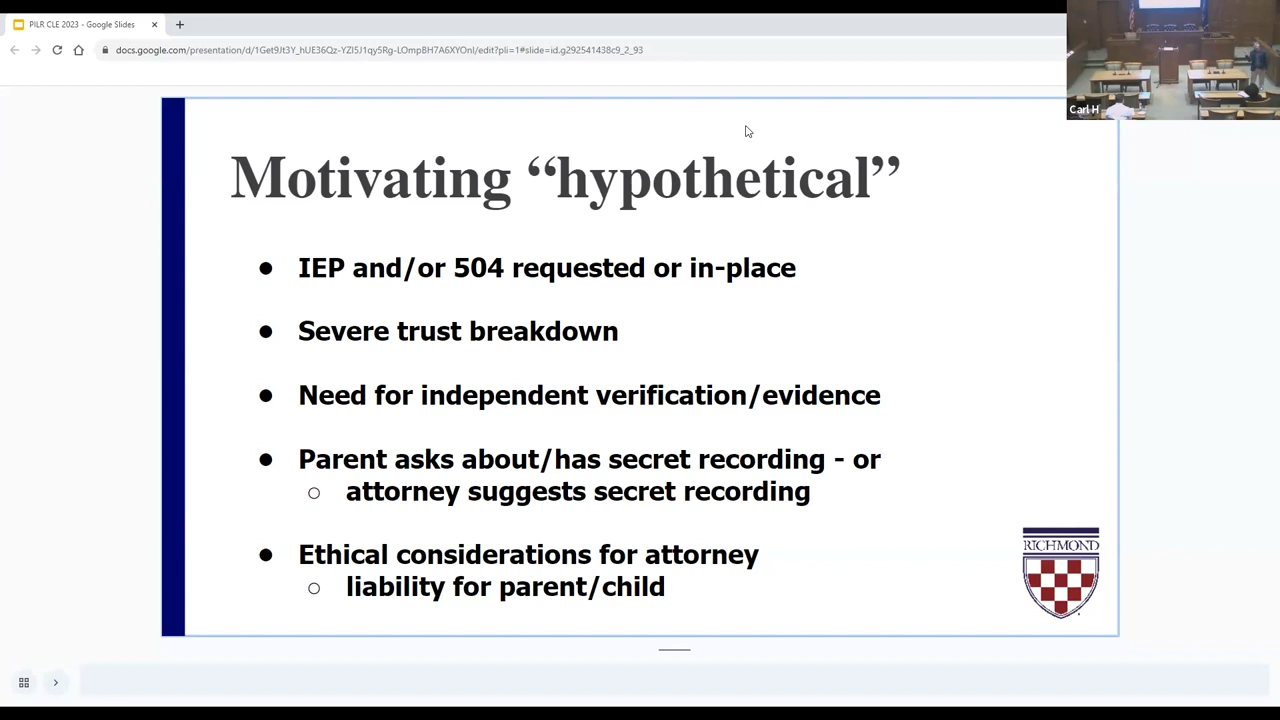 PILR CLE 2023 - Google Slides
docs.google.com/presentation/d/1Get9Jt3Y_hUE36Qz-YZI5J1qy5Rg-LOmpBH7A6XYOnI/edit?pli=1#slide=id.g292541438c9_2_93
Carl H
Motivating “hypothetical”
● IEP and/or 504 requested or in-place
● Severe trust breakdown
● Need for independent verification/evidence
● Parent asks about/has secret recording - or
○ attorney suggests secret recording
● Ethical considerations for attorney
○ liability for parent/child
RICHMOND